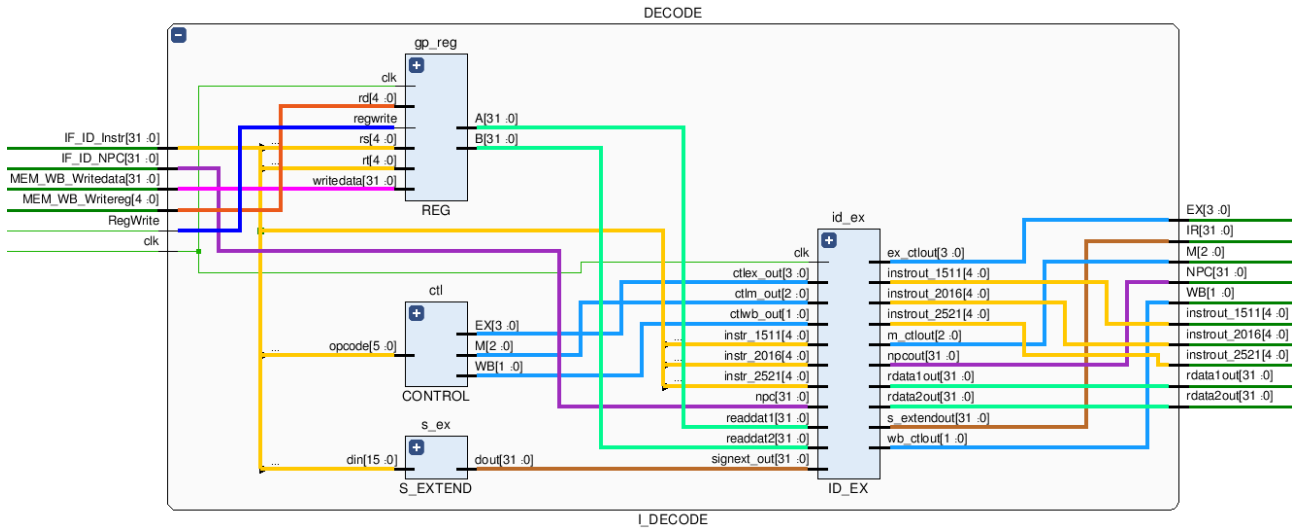 DECODE
gp_reg
clk
rd[4 :0]
regwrite
rs[4 :0]
...
rt[4 :0]
...
writedata[31 :0]
A[31 :0]
B[31 :0]
REG
IF_ID_Instr[31 :0]
IF_ID_NPC[31 :0]
MEM_WB_Writedata[31 :0]
MEM_WB_Writereg[4 :0]
RegWrite
clk
ctl
...
opcode[5 :0]
EX[3 :0]
M[2 :0]
WB[1 :0]
CONTROL
s_ex
...
din[15 :0]
dout[31 :0]
S_EXTEND
id_ex
clk
ctlex_out[3 :0]
ctlm_out[2 :0]
ctlwb_out[1 :0]
...
instr_1511[4 :0]
...
instr_2016[4 :0]
...
instr_2521[4 :0]
npc[31 :0]
readdat1[31 :0]
readdat2[31 :0]
signext_out[31 :0]
ex_ctlout[3 :0]
instrout_1511[4 :0]
instrout_2016[4 :0]
instrout_2521[4 :0]
m_ctlout[2 :0]
npcout[31 :0]
rdata1out[31 :0]
rdata2out[31 :0]
s_extendout[31 :0]
wb_ctlout[1 :0]
ID_EX
EX[3 :0]
IR[31 :0]
M[2 :0]
NPC[31 :0]
WB[1 :0]
instrout_1511[4 :0]
instrout_2016[4 :0]
instrout_2521[4 :0]
rdata1out[31 :0]
rdata2out[31 :0]
I_DECODE